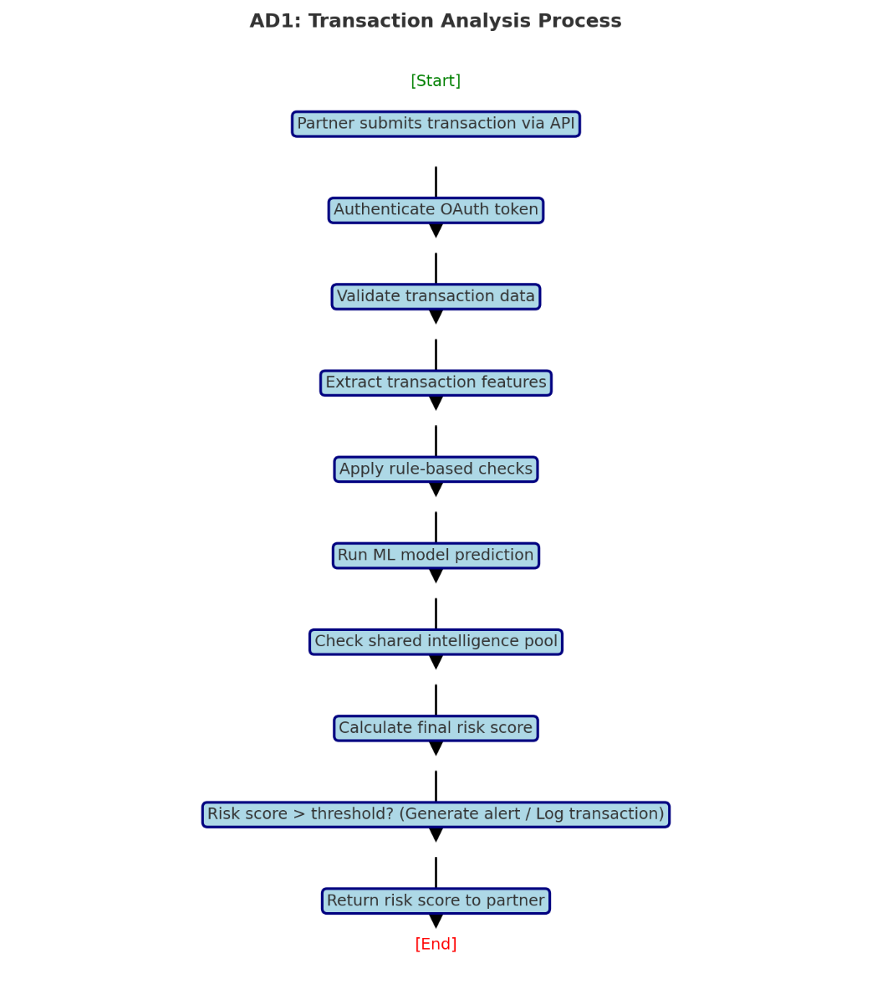 AD1: Transaction Analysis Process
[Start]
Partner submits transaction via API
Authenticate OAuth token
Validate transaction data
Extract transaction features
Apply rule-based checks
Run ML model prediction
Check shared intelligence pool
Calculate final risk score
Risk score > threshold? (Generate alert / Log transaction)
Return risk score to partner
[End]